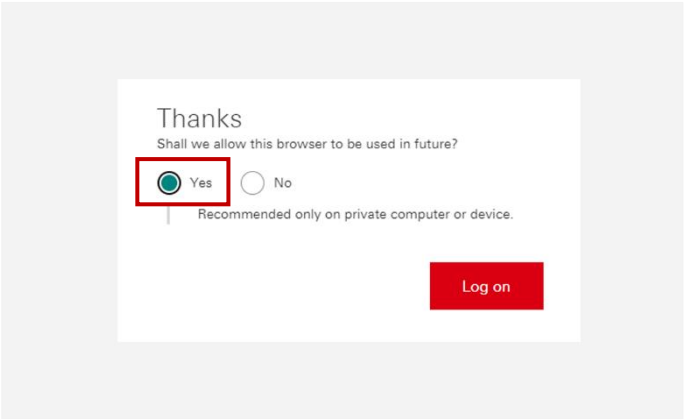 Thanks
Shall we allow this browser to be used in future?
Yes No
Recommended only on private computer or device.
Log on